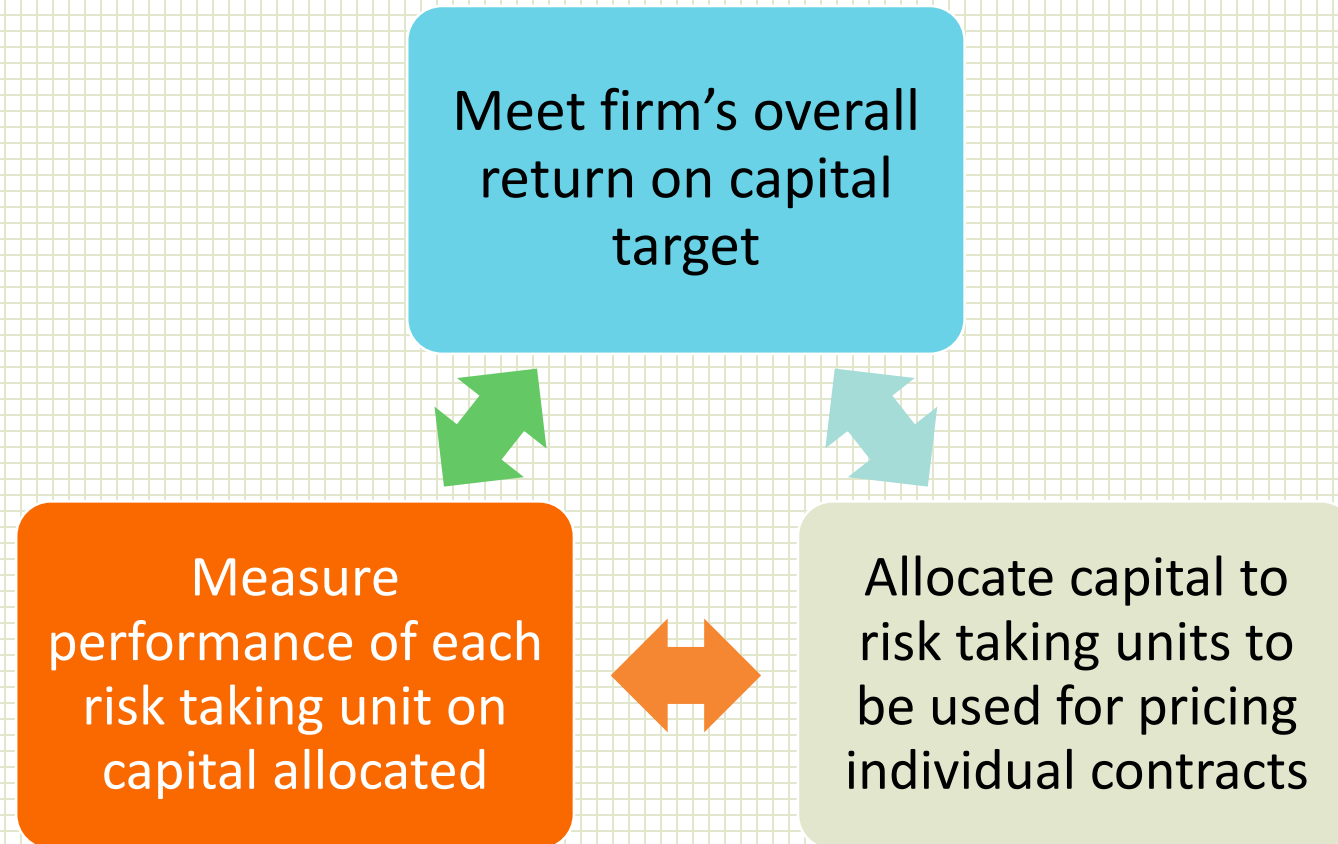 Meet firm’s overall
return on capital
target
Measure
performance of each
risk taking unit on
capital allocated
Allocate capital to
risk taking units to
be used for pricing
individual contracts